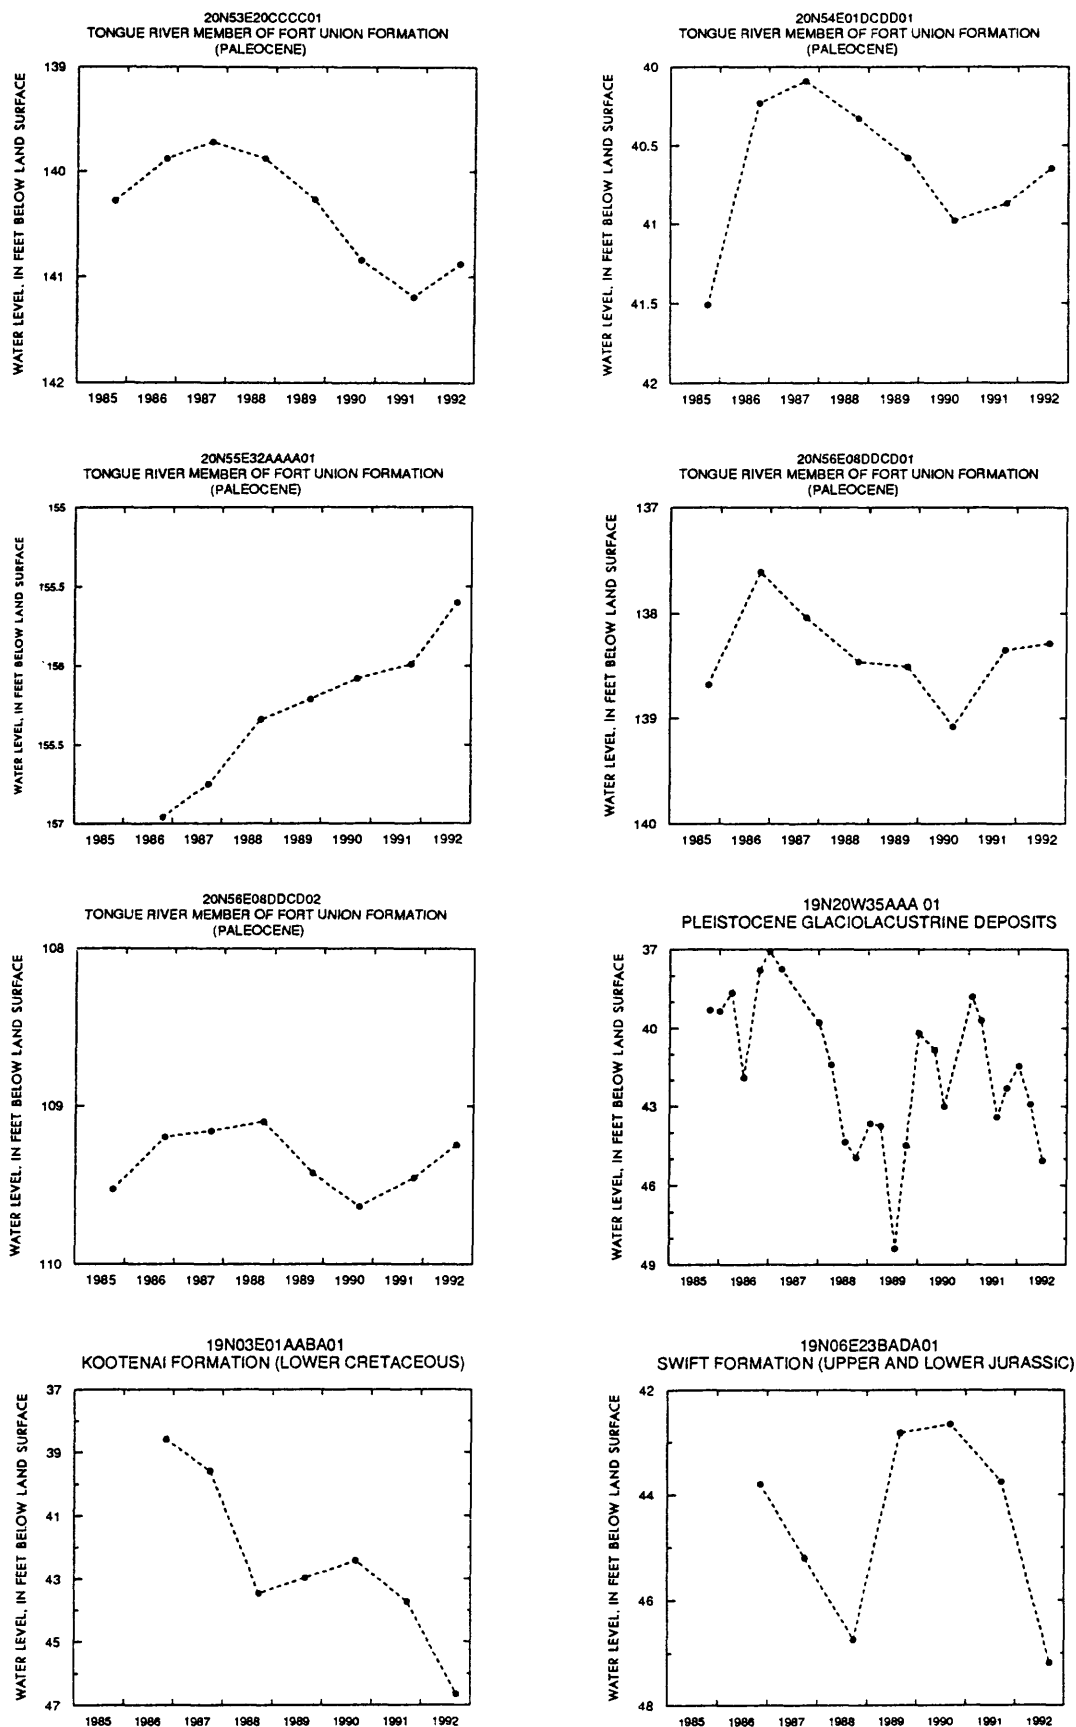 20N53E20CCCC01
TONGUE RIVER MEMBER OF FORT UNION FORMATION
(PALEOCENE)
WATER LEVEL, IN FEET BELOW LAND SURFACE
139
140
141
142
1985 1986 1987 1988 1989 1990 1991 1992
20N54E01DCDD01
TONGUE RIVER MEMBER OF FORT UNION FORMATION
(PALEOCENE)
WATER LEVEL, IN FEET BELOW LAND SURFACE
40
40.5
41
41.5
42
1985 1986 1987 1988 1989 1990 1991 1992
20N55E32AAAA01
TONGUE RIVER MEMBER OF FORT UNION FORMATION
(PALEOCENE)
WATER LEVEL, IN FEET BELOW LAND SURFACE
155
155.5
156
155.5
157
1985 1986 1987 1988 1989 1990 1991 1992
20N56E08DDCD01
TONGUE RIVER MEMBER OF FORT UNION FORMATION
(PALEOCENE)
WATER LEVEL, IN FEET BELOW LAND SURFACE
137
138
139
140
1985 1986 1987 1988 1989 1990 1991 1992
20N56E08DDCD02
TONGUE RIVER MEMBER OF FORT UNION FORMATION
(PALEOCENE)
WATER LEVEL, IN FEET BELOW LAND SURFACE
108
109
110
1985 1986 1987 1988 1989 1990 1991 1992
19N20W35AAA 01
PLEISTOCENE GLACIOLACUSTRINE DEPOSITS
WATER LEVEL, IN FEET BELOW LAND SURFACE
37
40
43
46
49
1985 1986 1987 1988 1989 1990 1991 1992
19N03E01AABA01
KOOTENAI FORMATION (LOWER CRETACEOUS)
WATER LEVEL, IN FEET BELOW LAND SURFACE
37
39
41
43
45
47
1985 1986 1987 1988 1989 1990 1991 1992
19N06E23BADA01
SWIFT FORMATION (UPPER AND LOWER JURASSIC)
WATER LEVEL, IN FEET BELOW LAND SURFACE
42
44
46
48
1985 1986 1987 1988 1989 1990 1991 1992